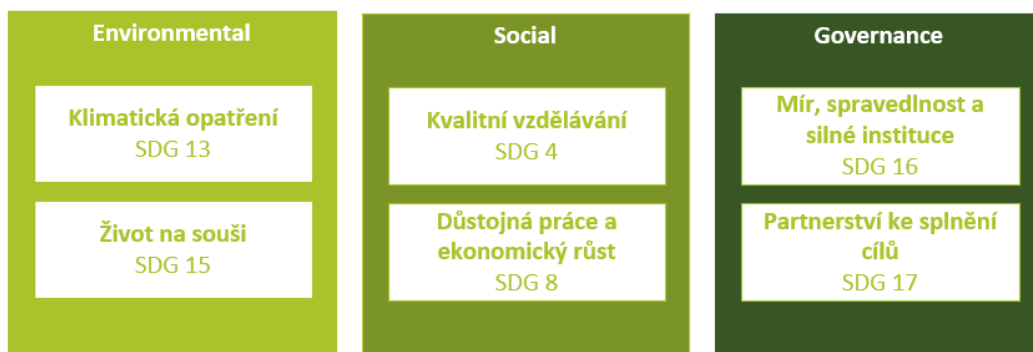 Environmental
Klimatická opatření
SDG 13
Život na souši
SDG 15
Social
Kvalitní vzdělávání
SDG 4
Důstojná práce a
ekonomický růst
SDG 8
Governance
Mír, spravedlnost a
silné instituce
SDG 16
Partnerství ke splnění
cílů
SDG 17